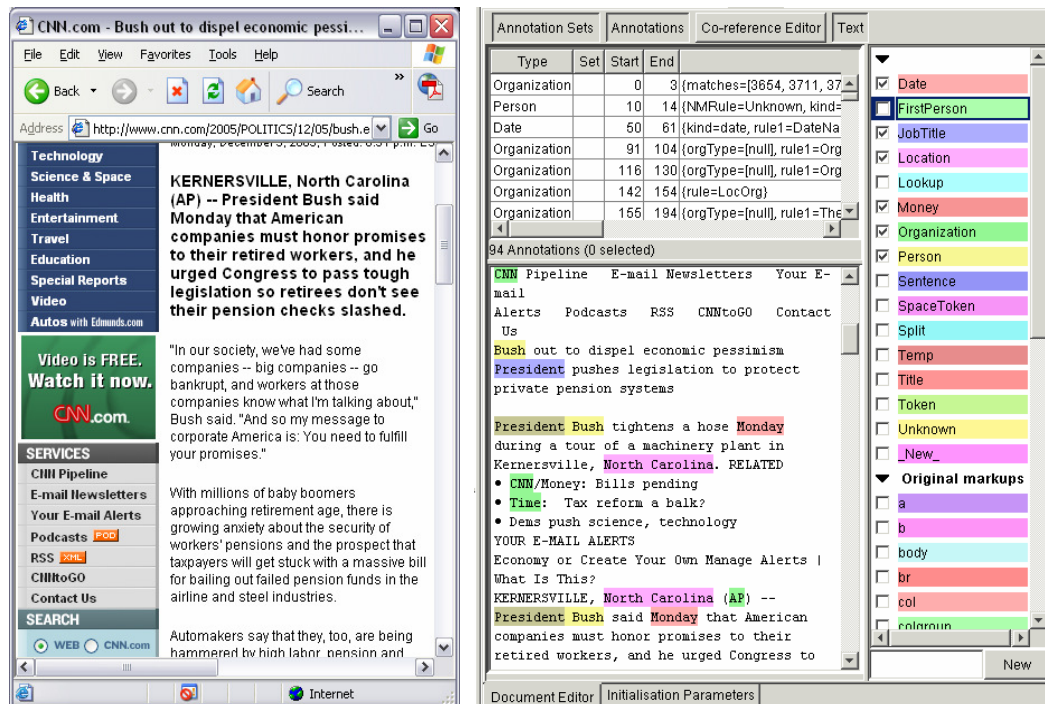 CNN.com - Bush out to dispel economic pessi...
File Edit View Favorites Tools Help
Back Search »
Address http://www.cnn.com/2005/POLITICS/12/05/bush.e Go
Technology
Science & Space
Health
Entertainment
Travel
Education
Special Reports
Video
Autos with Edmunds.com
Video is FREE.
Watch it now.
CNN.com
SERVICES
CNN Pipeline
E-mail Newsletters
Your E-mail Alerts
Podcasts POD
RSS XML
CNNtoGO
Contact Us
SEARCH
WEB CNN.com
KERNERSVILLE, North Carolina
(AP) -- President Bush said
Monday that American
companies must honor promises
to their retired workers, and he
urged Congress to pass tough
legislation so retirees don't see
their pension checks slashed.
"In our society, we've had some
companies -- big companies -- go
bankrupt, and workers at those
companies know what I'm talking about,"
Bush said. "And so my message to
corporate America is: You need to fulfill
your promises."
With millions of baby boomers
approaching retirement age, there is
growing anxiety about the security of
workers' pensions and the prospect that
taxpayers will get stuck with a massive bill
for bailing out failed pension funds in the
airline and steel industries.
Automakers say that they, too, are being
hammered by high labor, pension and
Internet
Annotation Sets Annotations Co-reference Editor Text
Type Set Start End
Organization 0 3 {matches=[3654, 3711, 37
Person 10 14 {NMRule=Unknown, kind=
Date 50 61 {kind=date, rule1=DateNa
Organization 91 104 {orgType=[null], rule1=Org
Organization 116 130 {orgType=[null], rule1=Org
Organization 142 154 {rule=LocOrg}
Organization 155 194 {orgType=[null], rule1=The
94 Annotations (0 selected)
CNN Pipeline E-mail Newsletters Your E-
mail
Alerts Podcasts RSS CNNtoGO Contact
Us
Bush out to dispel economic pessimism
President pushes legislation to protect
private pension systems
President Bush tightens a hose Monday
during a tour of a machinery plant in
Kernersville, North Carolina. RELATED
• CNN/Money: Bills pending
• Time: Tax reform a balk?
• Dems push science, technology
YOUR E-MAIL ALERTS
Economy or Create Your Own Manage Alerts |
What Is This?
KERNERSVILLE, North Carolina (AP) --
President Bush said Monday that American
companies must honor promises to their
retired workers, and he urged Congress to
Date
FirstPerson
JobTitle
Location
Lookup
Money
Organization
Person
Sentence
SpaceToken
Split
Temp
Title
Token
Unknown
_New_
Original markups
a
b
body
br
col
colgroup
New
Document Editor Initialisation Parameters